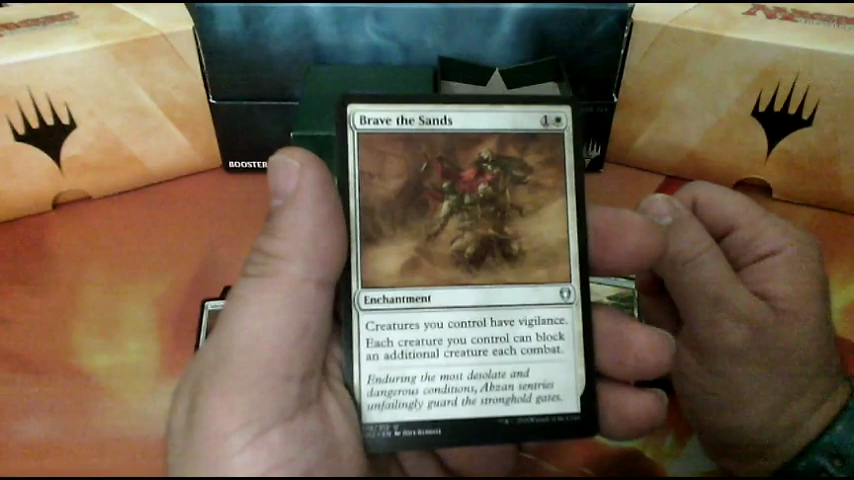 BOOSTER
Brave the Sands
1
Enchantment
Creatures you control have vigilance.
Each creature you control can block
an additional creature each combat.
Enduring the most desolate and
dangerous conditions, Abzan sentries
unfailingly guard the stronghold gates.